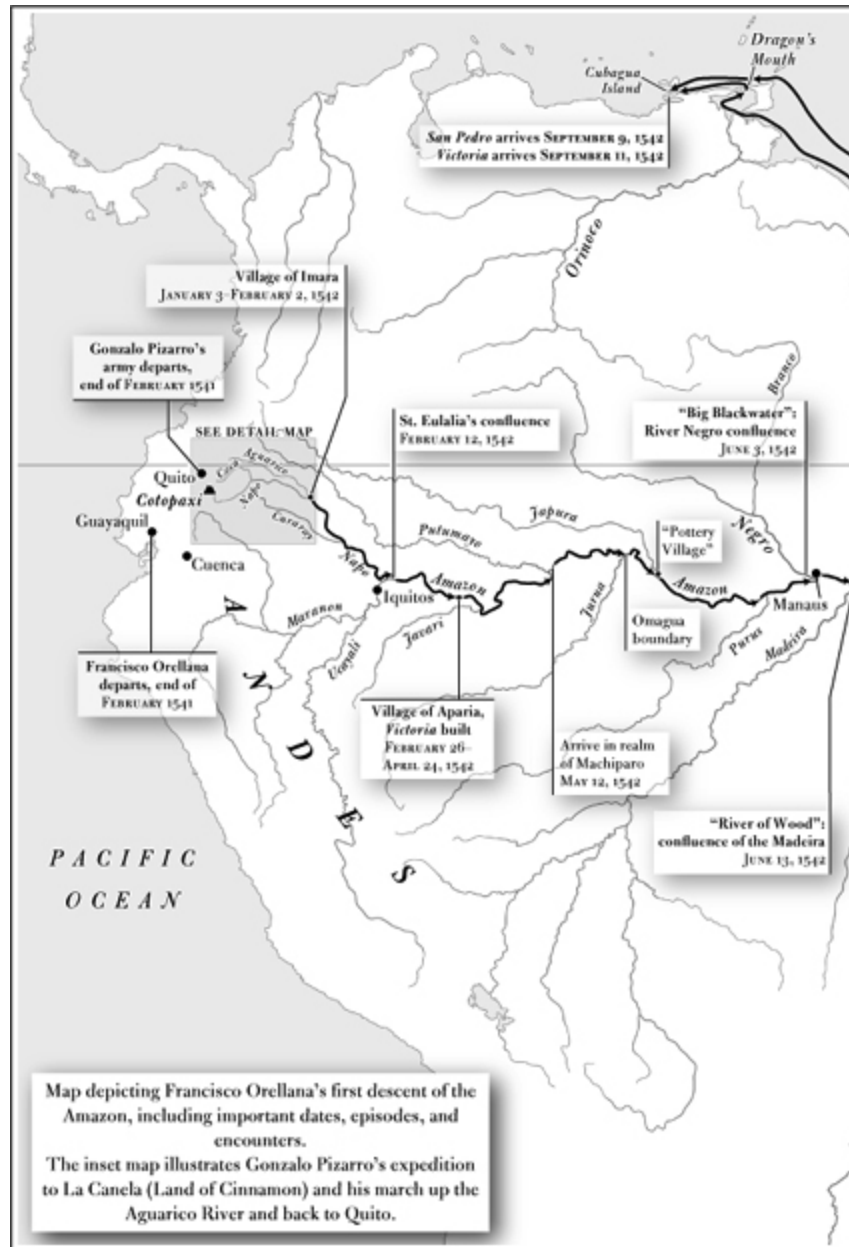 Dragon's
Mouth
Cubagua
Island
San Pedro arrives September 9, 1542
Victoria arrives September 11, 1542
Orinoco
Village of Imara
January 3–February 2, 1542
Gonzalo Pizarro's
army departs,
end of February 1541
Branco
St. Eulalia's confluence
February 12, 1542
"Big Blackwater":
River Negro confluence
June 3, 1542
SEE DETAIL MAP
Quito
Coca
Aguarico
Cotopaxi
Napo
Guayaquil
Curaray
Cuenca
Napo
Putumayo
Japura
"Pottery
Village"
Negro
Amazon
Iquitos
Amazon
Manaus
Maranon
Javari
Jurua
Omagua
boundary
Purus
Madeira
Ucayali
ANDES
Francisco Orellana
departs, end of
February 1541
Village of Aparia,
Victoria built
February 26–
April 24, 1542
Arrive in realm
of Machiparo
May 12, 1542
"River of Wood":
confluence of the Madeira
June 13, 1542
PACIFIC
OCEAN
Map depicting Francisco Orellana's first descent of the
Amazon, including important dates, episodes, and
encounters.
The inset map illustrates Gonzalo Pizarro's expedition
to La Canela (Land of Cinnamon) and his march up the
Aguarico River and back to Quito.